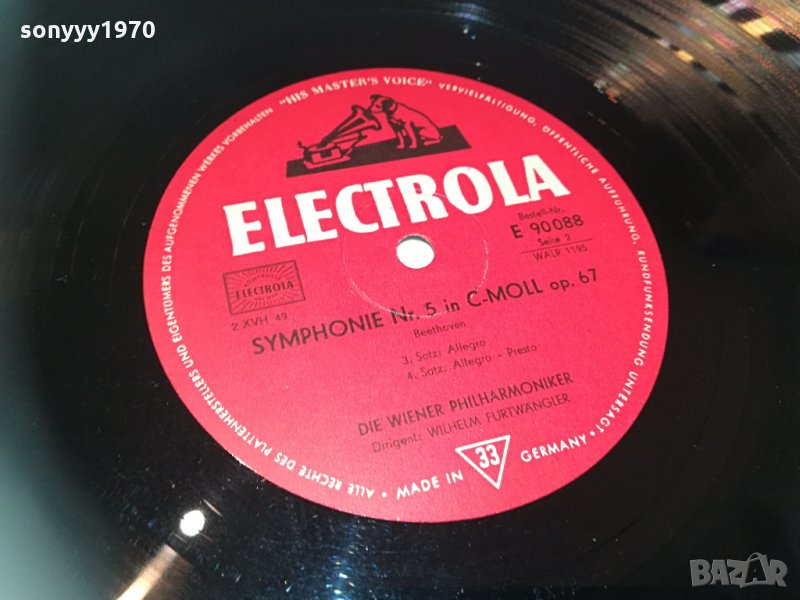 sonyyy1970
"HIS MASTER'S VOICE" VERVIELFÄLTIGUNG, ÖFFENTLICHE AUFFÜHRUNG, RUNDFUNKSENDUNG UNTERSAGT •
ELECTROLA
Bestell-Nr.
E 90088
Seite 2
WALP 1195
ELECTROLA
2 XVH 49
SYMPHONIE Nr. 5 in C-MOLL op. 67
Beethoven
3. Satz: Allegro
4. Satz: Allegro - Presto
DIE WIENER PHILHARMONIKER
Dirigent: WILHELM FURTWÄNGLER
• ALLE RECHTE DES PLATTENHERSTELLERS UND EIGENTÜMERS DES AUFGENOMMENEN WERKES VORBEHALTEN
• MADE IN 33 GERMANY •
BAZAR
bazar.bg